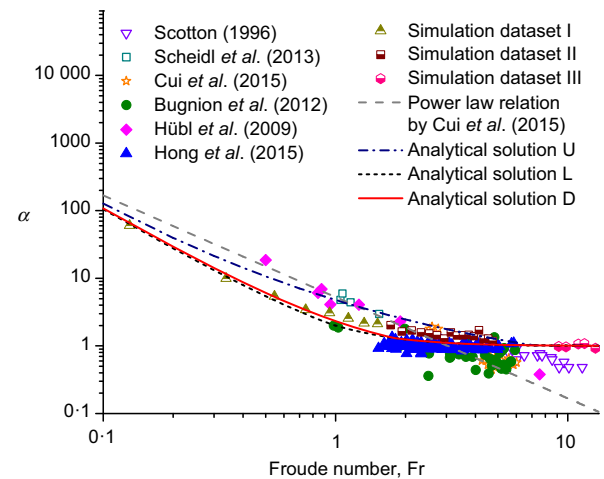 Scotton (1996)
Scheidl et al. (2013)
Cui et al. (2015)
Bugnion et al. (2012)
Hübl et al. (2009)
Hong et al. (2015)
Simulation dataset I
Simulation dataset II
Simulation dataset III
Power law relation
by Cui et al. (2015)
Analytical solution U
Analytical solution L
Analytical solution D
α
10 000
1000
100
10
1
0·1
0·1
1
10
Froude number, Fr